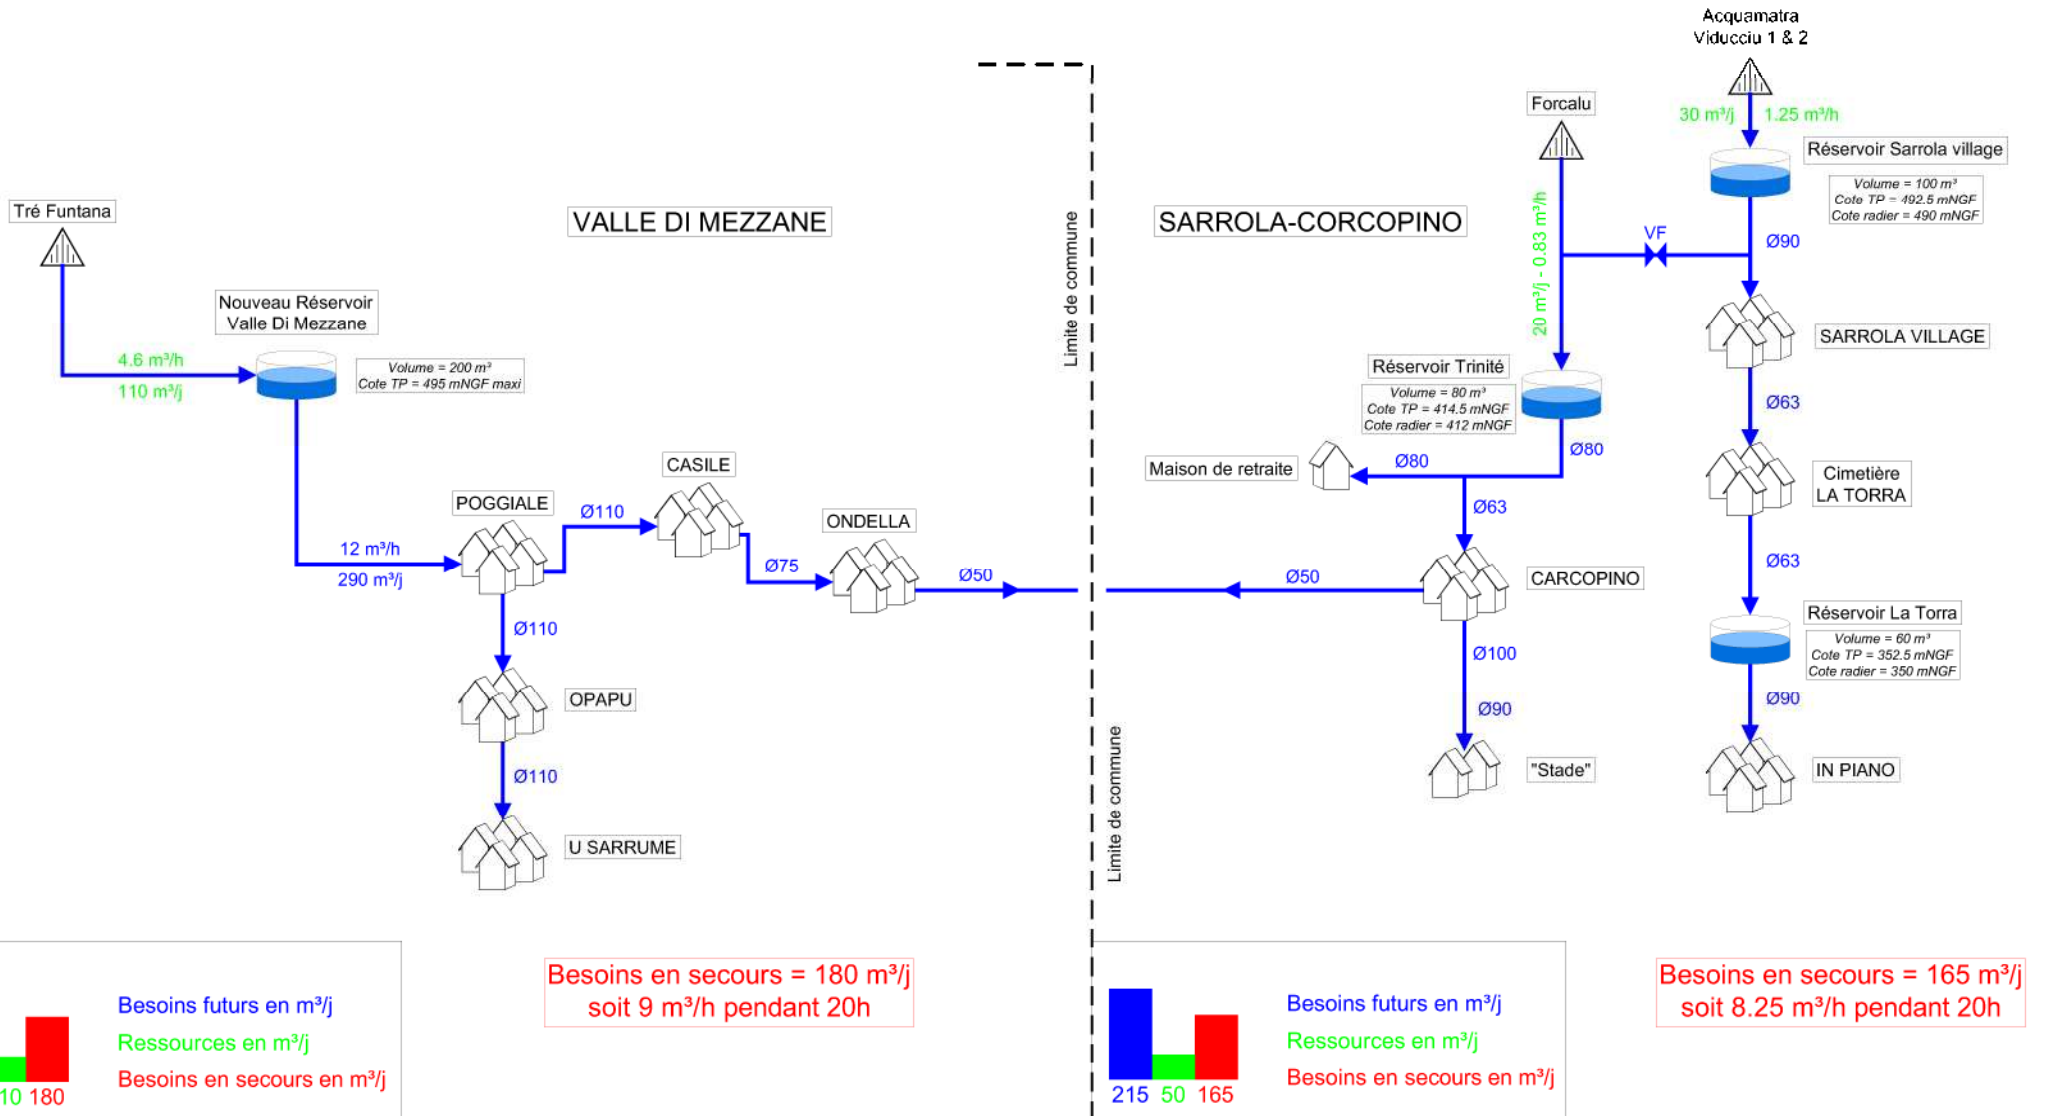 Acquamatra
Viducciu 1 & 2
Forcalu
30 m³/j
1.25 m³/h
Réservoir Sarrola village
Volume = 100 m³
Cote TP = 492.5 mNGF
Cote radier = 490 mNGF
Tré Funtana
VALLE DI MEZZANE
Limite de commune
SARROLA-CORCOPINO
20 m³/j - 0.83 m³/h
VF
Ø90
Nouveau Réservoir
Valle Di Mezzane
SARROLA VILLAGE
4.6 m³/h
110 m³/j
Volume = 200 m³
Cote TP = 495 mNGF maxi
Réservoir Trinité
Volume = 80 m³
Cote TP = 414.5 mNGF
Cote radier = 412 mNGF
Ø63
Ø80
Maison de retraite
Ø80
CASILE
Cimetière
LA TORRA
POGGIALE
Ø110
ONDELLA
Ø63
12 m³/h
290 m³/j
Ø75
Ø50
Ø50
CARCOPINO
Ø63
Réservoir La Torra
Volume = 60 m³
Cote TP = 352.5 mNGF
Cote radier = 350 mNGF
Ø110
Ø100
OPAPU
Ø90
Ø90
Ø110
"Stade"
IN PIANO
Limite de commune
U SARRUME
Besoins en secours = 180 m³/j
soit 9 m³/h pendant 20h
Besoins en secours = 165 m³/j
soit 8.25 m³/h pendant 20h
Besoins futurs en m³/j
Ressources en m³/j
Besoins en secours en m³/j
10 180
Besoins futurs en m³/j
Ressources en m³/j
Besoins en secours en m³/j
215 50 165